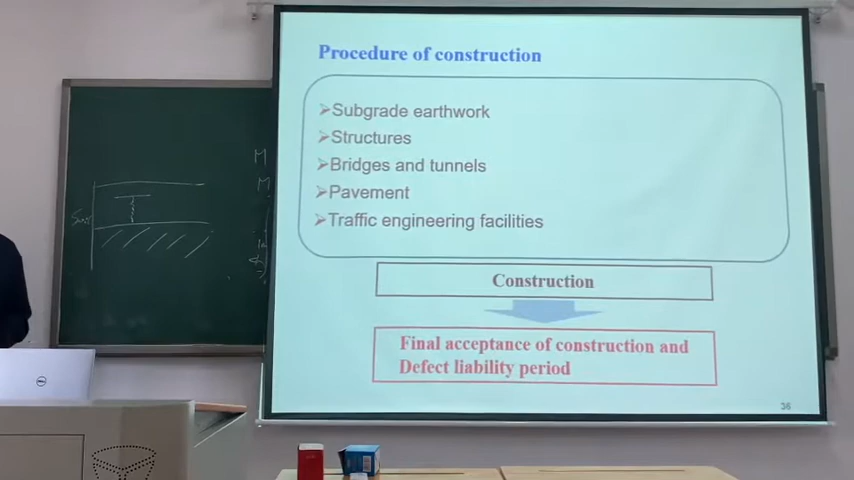 Procedure of construction
➢Subgrade earthwork
➢Structures
➢Bridges and tunnels
➢Pavement
➢Traffic engineering facilities
Construction
Final acceptance of construction and
Defect liability period
36